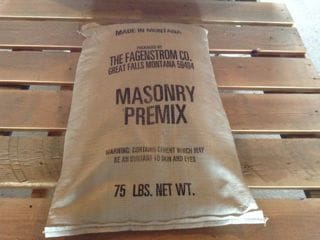 MADE IN MONTANA
PACKAGED BY
THE FAGENSTROM CO.
GREAT FALLS MONTANA 59404
MASONRY
PREMIX
WARNING: CONTAINS CEMENT WHICH MAY
BE AN IRRITANT TO SKIN AND EYES
75 LBS. NET WT.